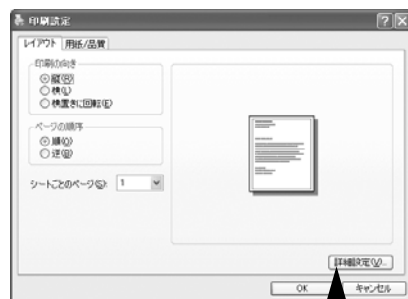 印刷設定
レイアウト 用紙/品質
印刷の向き
縦(R)
横(L)
横置きに回転(E)
ページの順序
順(O)
逆(B)
シートごとのページ(S): 1
詳細設定(V)...
OK キャンセル